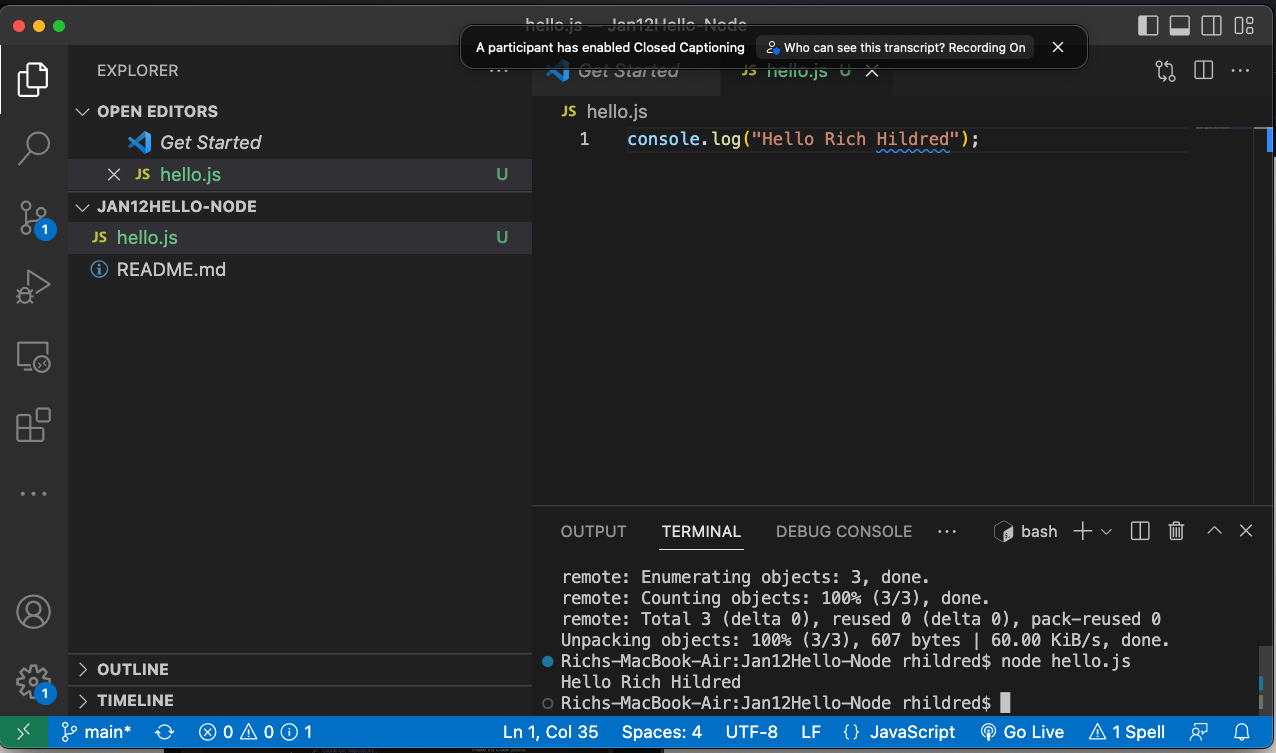 hello.js — Jan12Hello-Node
A participant has enabled Closed Captioning
Who can see this transcript? Recording On
EXPLORER
OPEN EDITORS
Get Started
JS hello.js U
JAN12HELLO-NODE
JS hello.js U
README.md
OUTLINE
TIMELINE
Get Started
JS hello.js U
JS hello.js
1 console.log("Hello Rich Hildred");
OUTPUT TERMINAL DEBUG CONSOLE bash
remote: Enumerating objects: 3, done.
remote: Counting objects: 100% (3/3), done.
remote: Total 3 (delta 0), reused 0 (delta 0), pack-reused 0
Unpacking objects: 100% (3/3), 607 bytes | 60.00 KiB/s, done.
Richs-MacBook-Air:Jan12Hello-Node rhildred$ node hello.js
Hello Rich Hildred
Richs-MacBook-Air:Jan12Hello-Node rhildred$
1
1
main* 0 0 1 Ln 1, Col 35 Spaces: 4 UTF-8 LF {} JavaScript Go Live 1 Spell